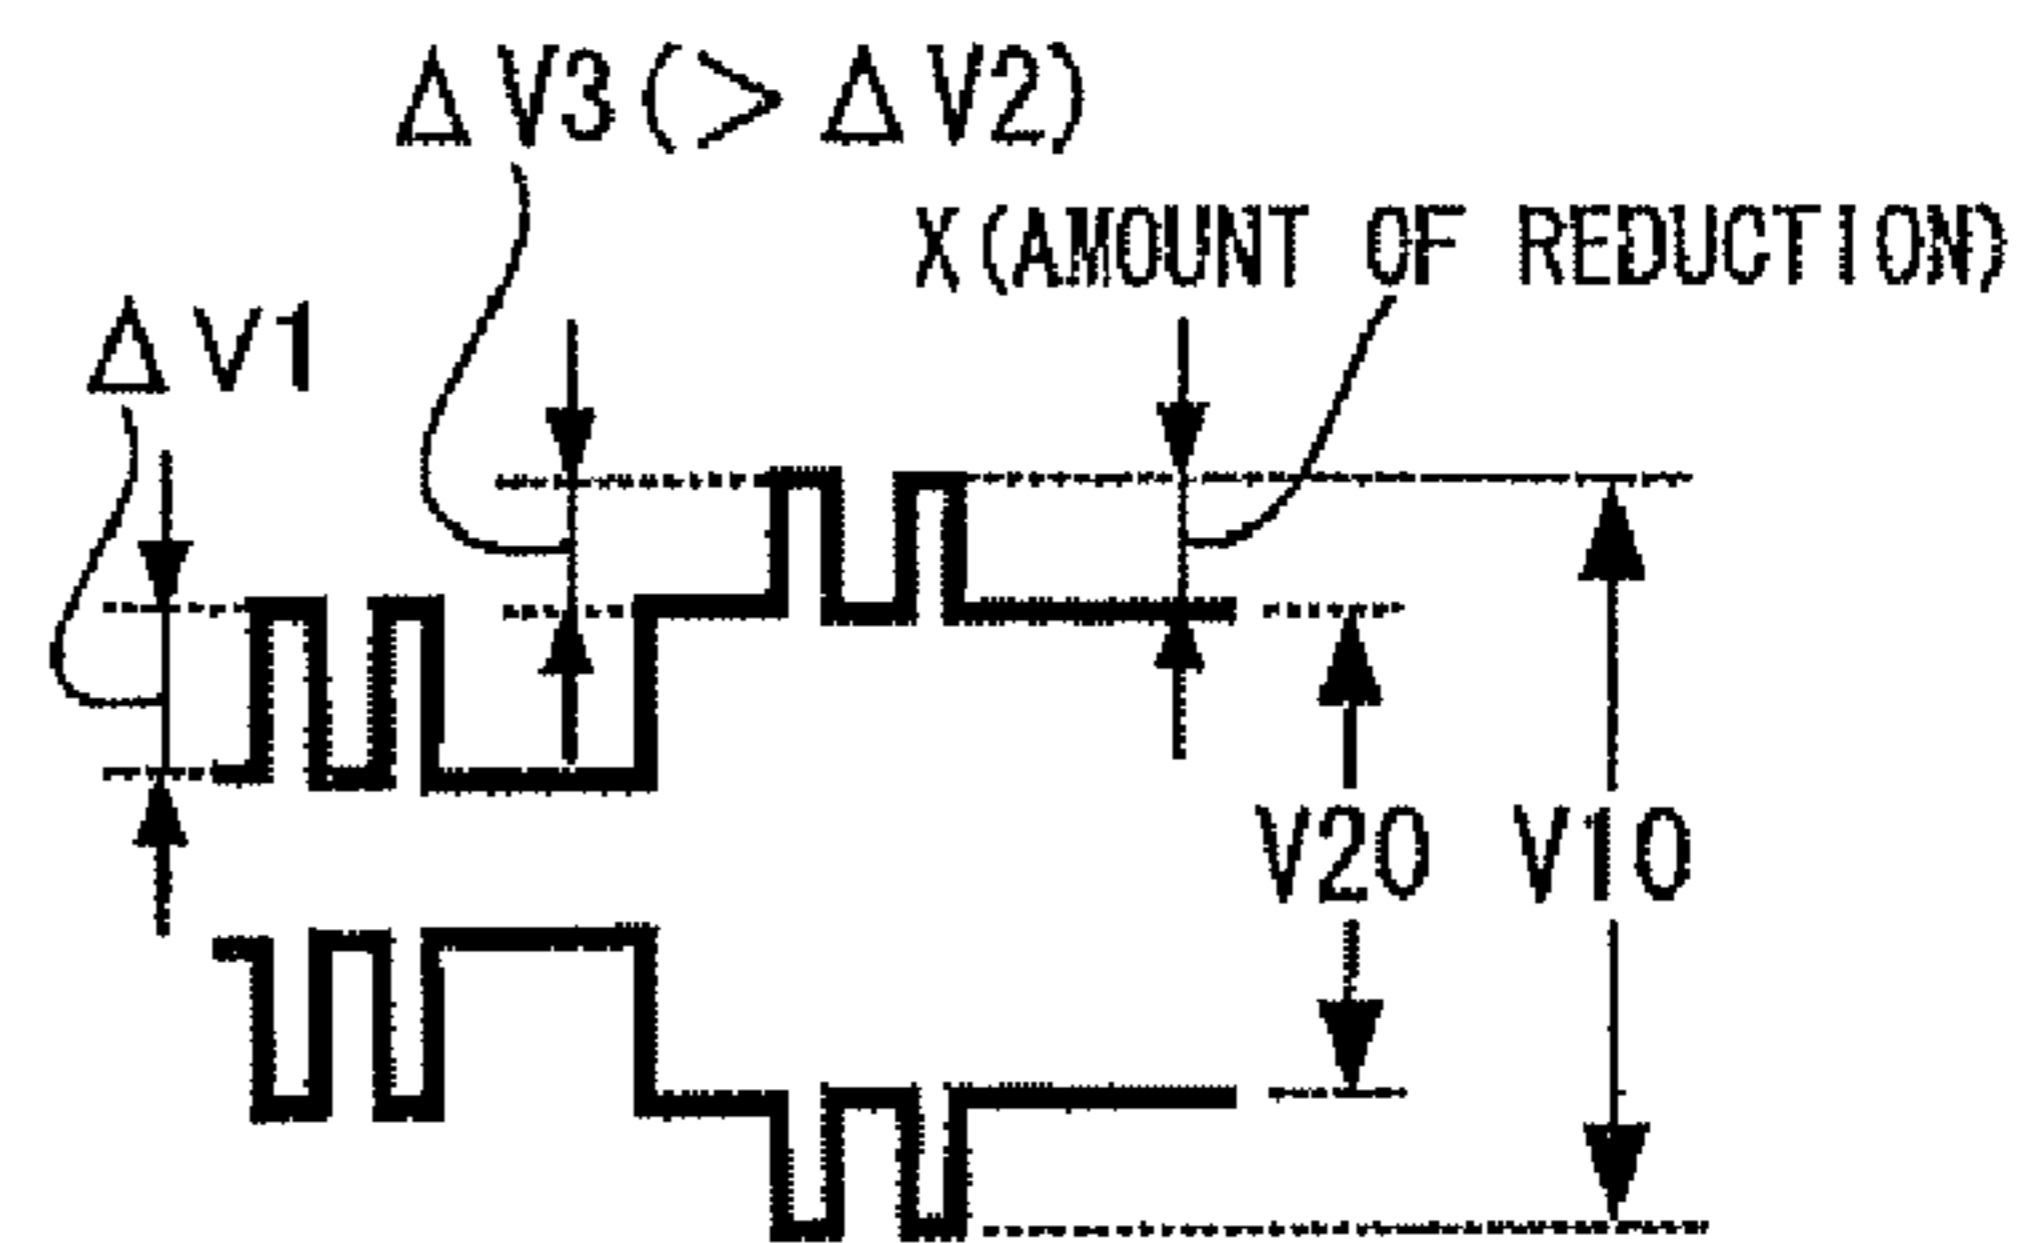 ΔV3(>ΔV2)
X(AMOUNT OF REDUCTION)
ΔV1
V20 V10